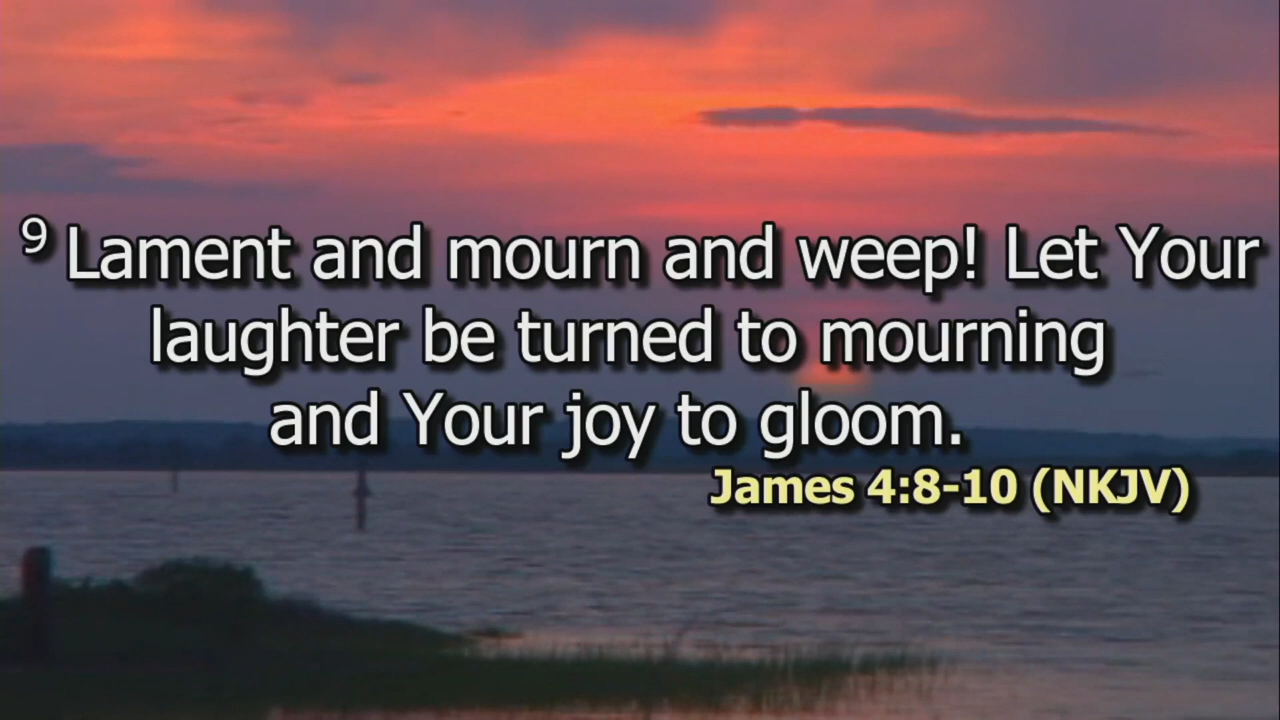 9 Lament and mourn and weep! Let Your
laughter be turned to mourning
and Your joy to gloom.
James 4:8-10 (NKJV)